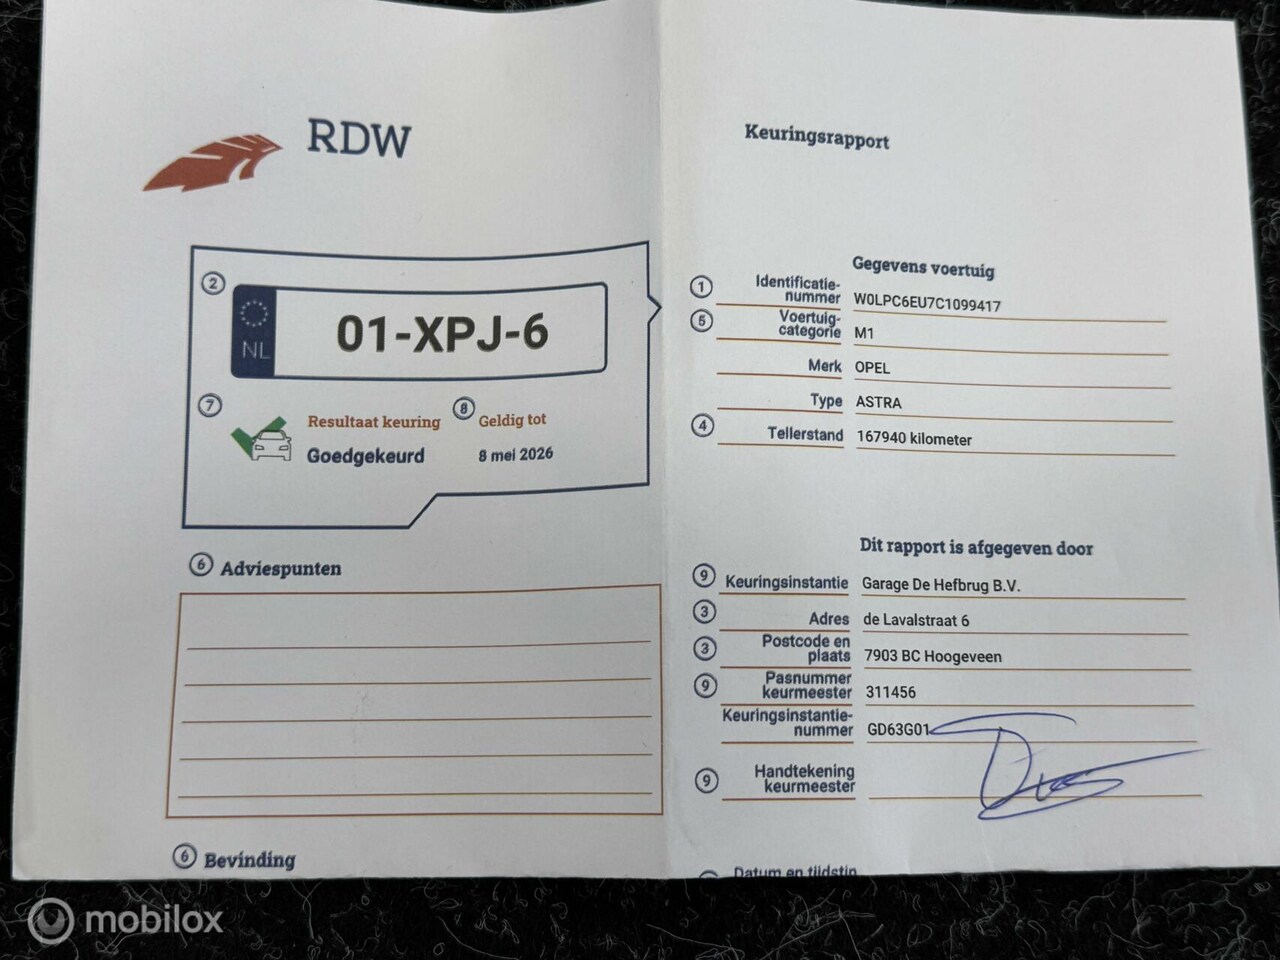 RDW
Keuringsrapport
2
NL
01-XPJ-6
7
Resultaat keuring
Goedgekeurd
8
Geldig tot
8 mei 2026
6 Adviespunten
6 Bevinding
Gegevens voertuig
1 Identificatie-
nummer W0LPC6EU7C1099417
5 Voertuig-
categorie M1
Merk OPEL
Type ASTRA
4 Tellerstand 167940 kilometer
Dit rapport is afgegeven door
9 Keuringsinstantie Garage De Hefbrug B.V.
3 Adres de Lavalstraat 6
3 Postcode en
plaats 7903 BC Hoogeveen
9 Pasnummer
keurmeester 311456
Keuringsinstantie-
nummer GD63G01
9 Handtekening
keurmeester
Datum en tijdstip
mobilox